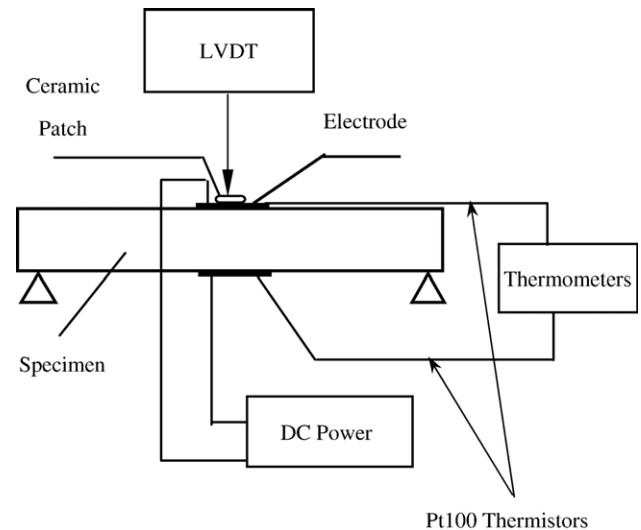 LVDT
Ceramic
Patch
Electrode
Thermometers
Specimen
DC Power
Pt100 Thermistors